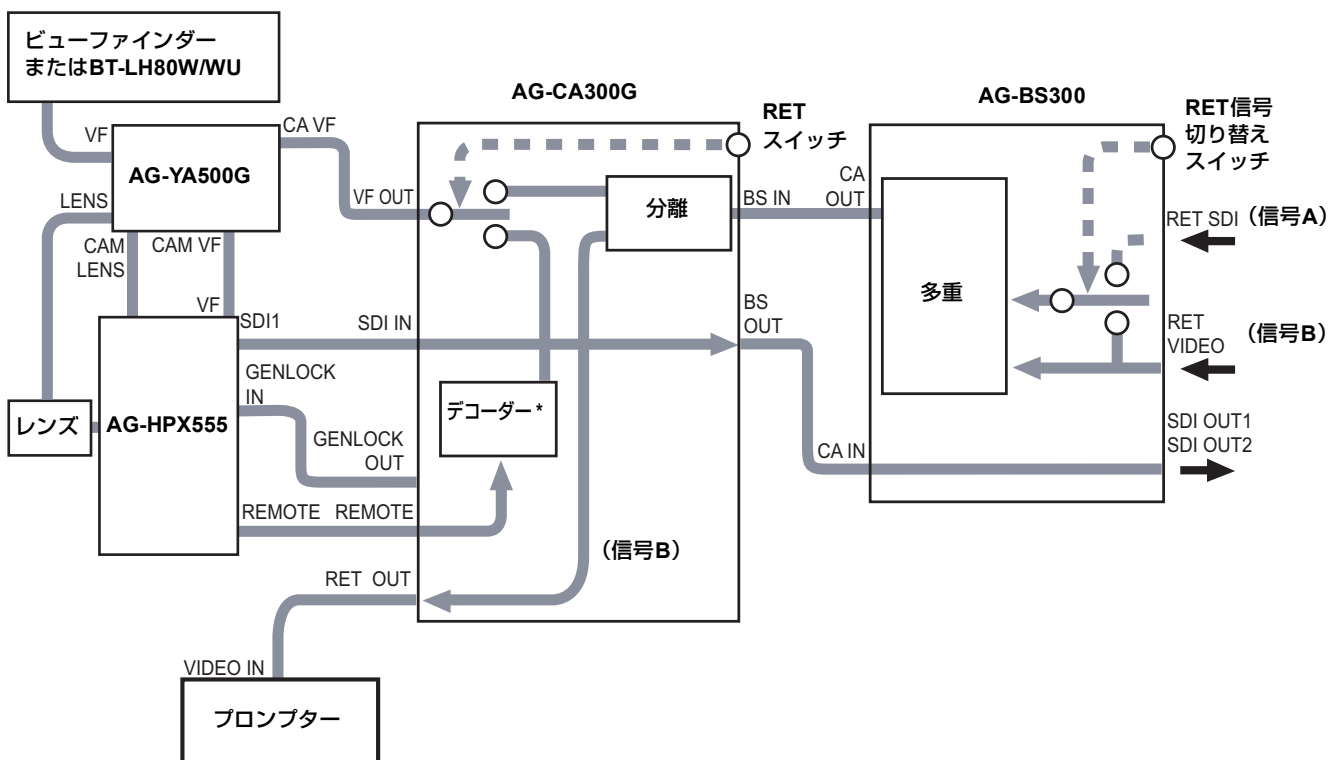 ビューファインダー
またはBT-LH80W/WU
AG-CA300G
AG-BS300
RET
スイッチ
RET信号
切り替え
スイッチ
VF
CA VF
AG-YA500G
LENS
CAM
LENS
CAM VF
VF
VF OUT
分離
BS IN
CA
OUT
多重
RET SDI
（信号A）
RET
VIDEO
（信号B）
SDI1
SDI IN
BS
OUT
GENLOCK
IN
レンズ
AG-HPX555
デコーダー *
GENLOCK
OUT
CA IN
SDI OUT1
SDI OUT2
REMOTE
REMOTE
（信号B）
RET OUT
VIDEO IN
プロンプター